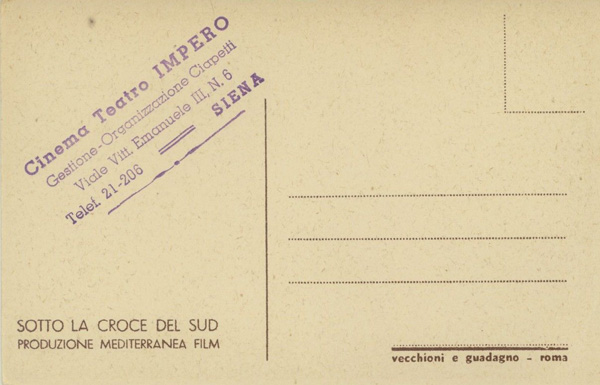 Cinema Teatro IMPERO
Gestione-Organizzazione Ciapetti
Viale Vitt. Emanuele III, N. 6
Telef. 21-206 SIENA
SOTTO LA CROCE DEL SUD
PRODUZIONE MEDITERRANEA FILM
vecchioni e guadagno - roma